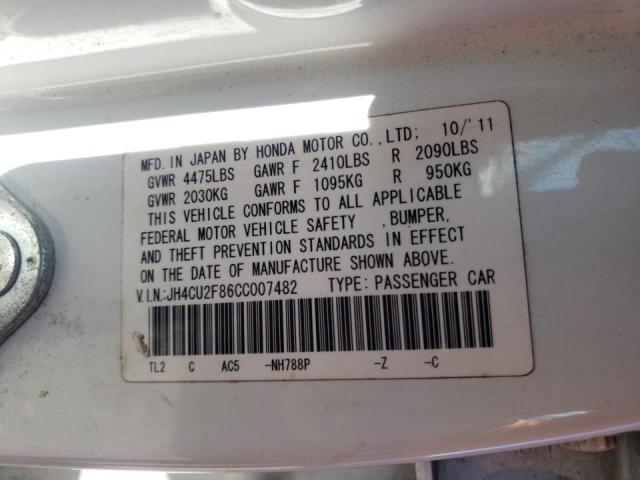 MFD. IN JAPAN BY HONDA MOTOR CO.,LTD: 10/'11
GVWR 4475LBS GAWR F 2410LBS R 2090LBS
GVWR 2030KG GAWR F 1095KG R 950KG
THIS VEHICLE CONFORMS TO ALL APPLICABLE
FEDERAL MOTOR VEHICLE SAFETY ,BUMPER,
AND THEFT PREVENTION STANDARDS IN EFFECT
ON THE DATE OF MANUFACTURE SHOWN ABOVE.
V.I.N.:JH4CU2F86CC007482 TYPE: PASSENGER CAR
TL2 C AC5 -NH788P -Z -C